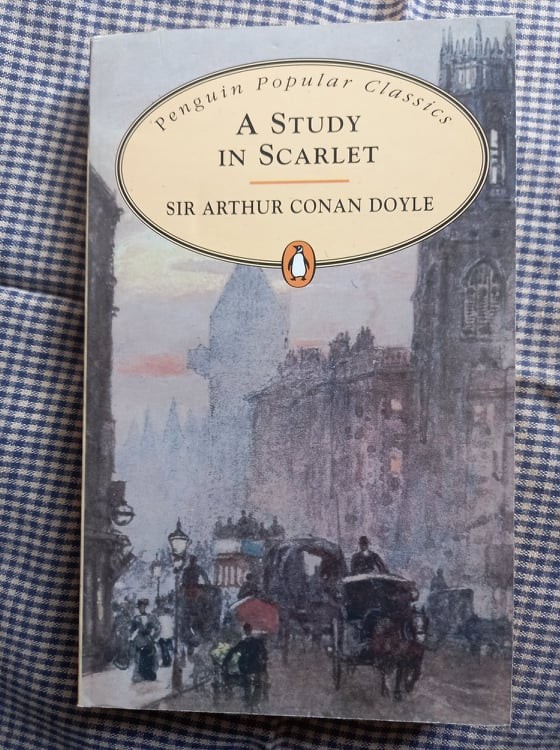 Penguin Popular Classics
A STUDY
IN SCARLET
SIR ARTHUR CONAN DOYLE